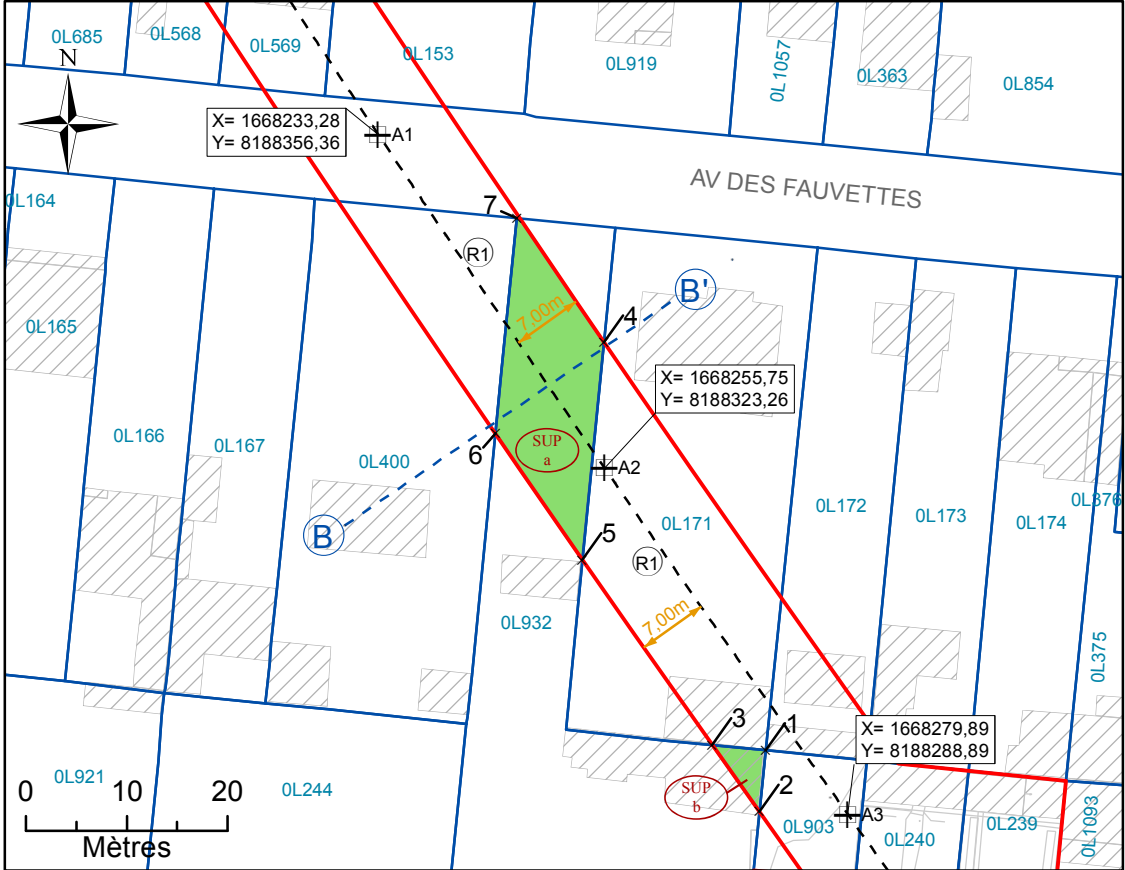 0L685
0L568
0L569
0L153
0L919
0L1057
0L363
0L854
N
X= 1668233,28
Y= 8188356,36
A1
AV DES FAUVETTES
0L164
7
R1
B'
7,00m
4
0L165
X= 1668255,75
Y= 8188323,26
0L166
0L167
0L400
6
SUP
a
A2
0L171
0L172
0L173
0L174
0L376
B
5
R1
0L932
7,00m
0L375
3
1
X= 1668279,89
Y= 8188288,89
0L921
0L244
SUP
b
2
0L903
A3
0L240
0L239
0L1093
0 10 20
Mètres